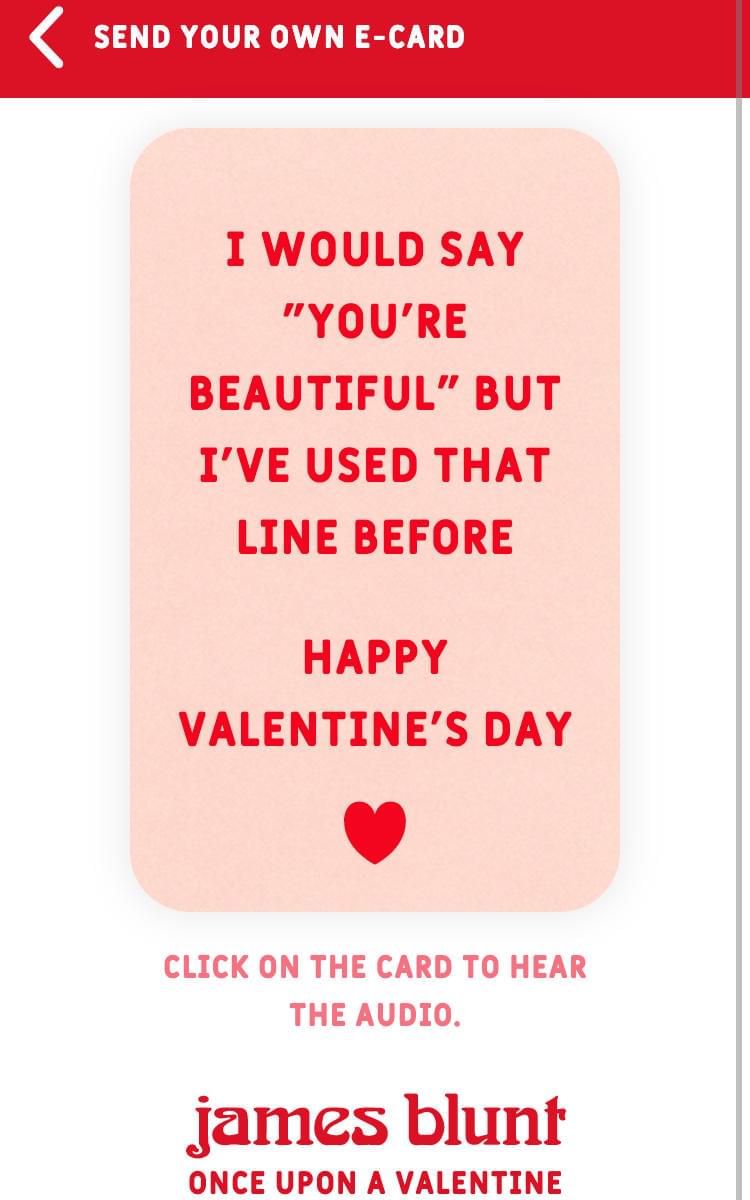 SEND YOUR OWN E-CARD
I WOULD SAY
"YOU'RE
BEAUTIFUL" BUT
I'VE USED THAT
LINE BEFORE
HAPPY
VALENTINE'S DAY
CLICK ON THE CARD TO HEAR
THE AUDIO.
james blunt
ONCE UPON A VALENTINE